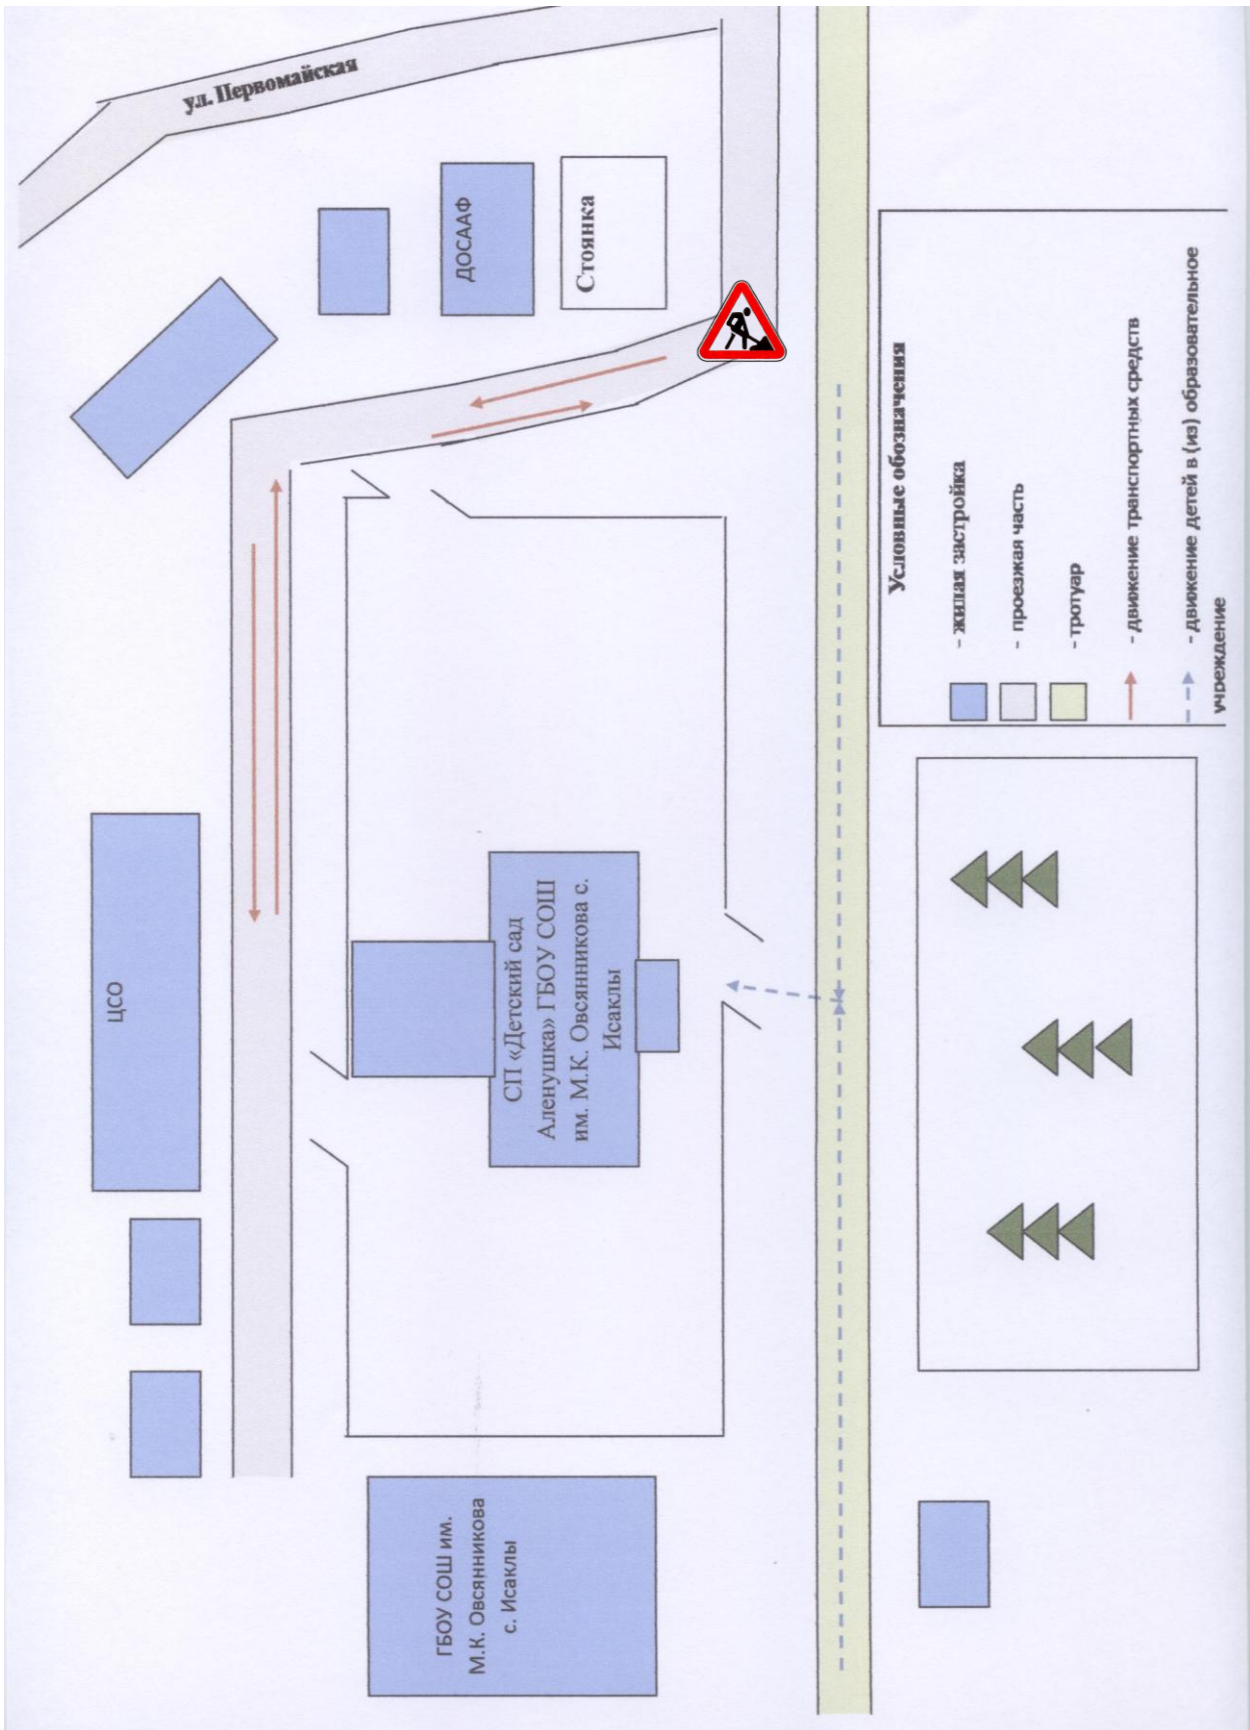 ул. Первомайская
ДОСААФ
Стоянка
ЦСО
СП «Детский сад
Аленушка» ГБОУ СОШ
им. М.К. Овсянникова с.
Исаклы
ГБОУ СОШ им.
М.К. Овсянникова
с. Исаклы
Условные обозначения
- жилая застройка
- проезжая часть
- тротуар
- движение транспортных средств
- движение детей в (из) образовательное
учреждение